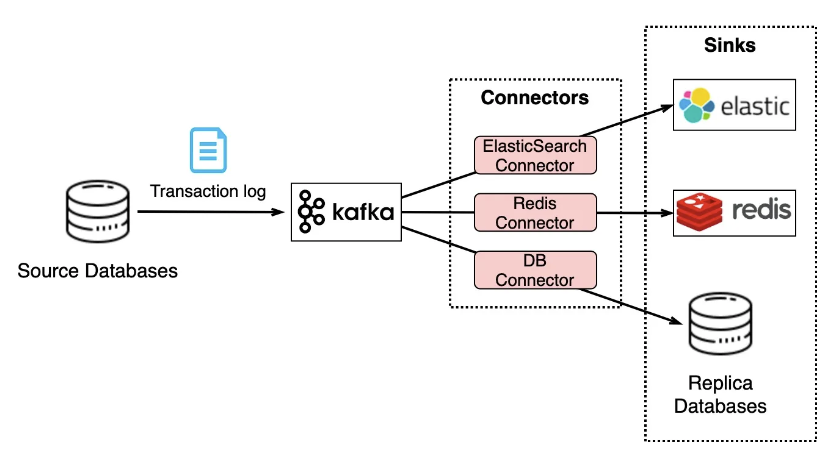 Sinks
Connectors
elastic
ElasticSearch
Connector
Transaction log
kafka
Redis
Connector
redis
Source Databases
DB
Connector
Replica
Databases